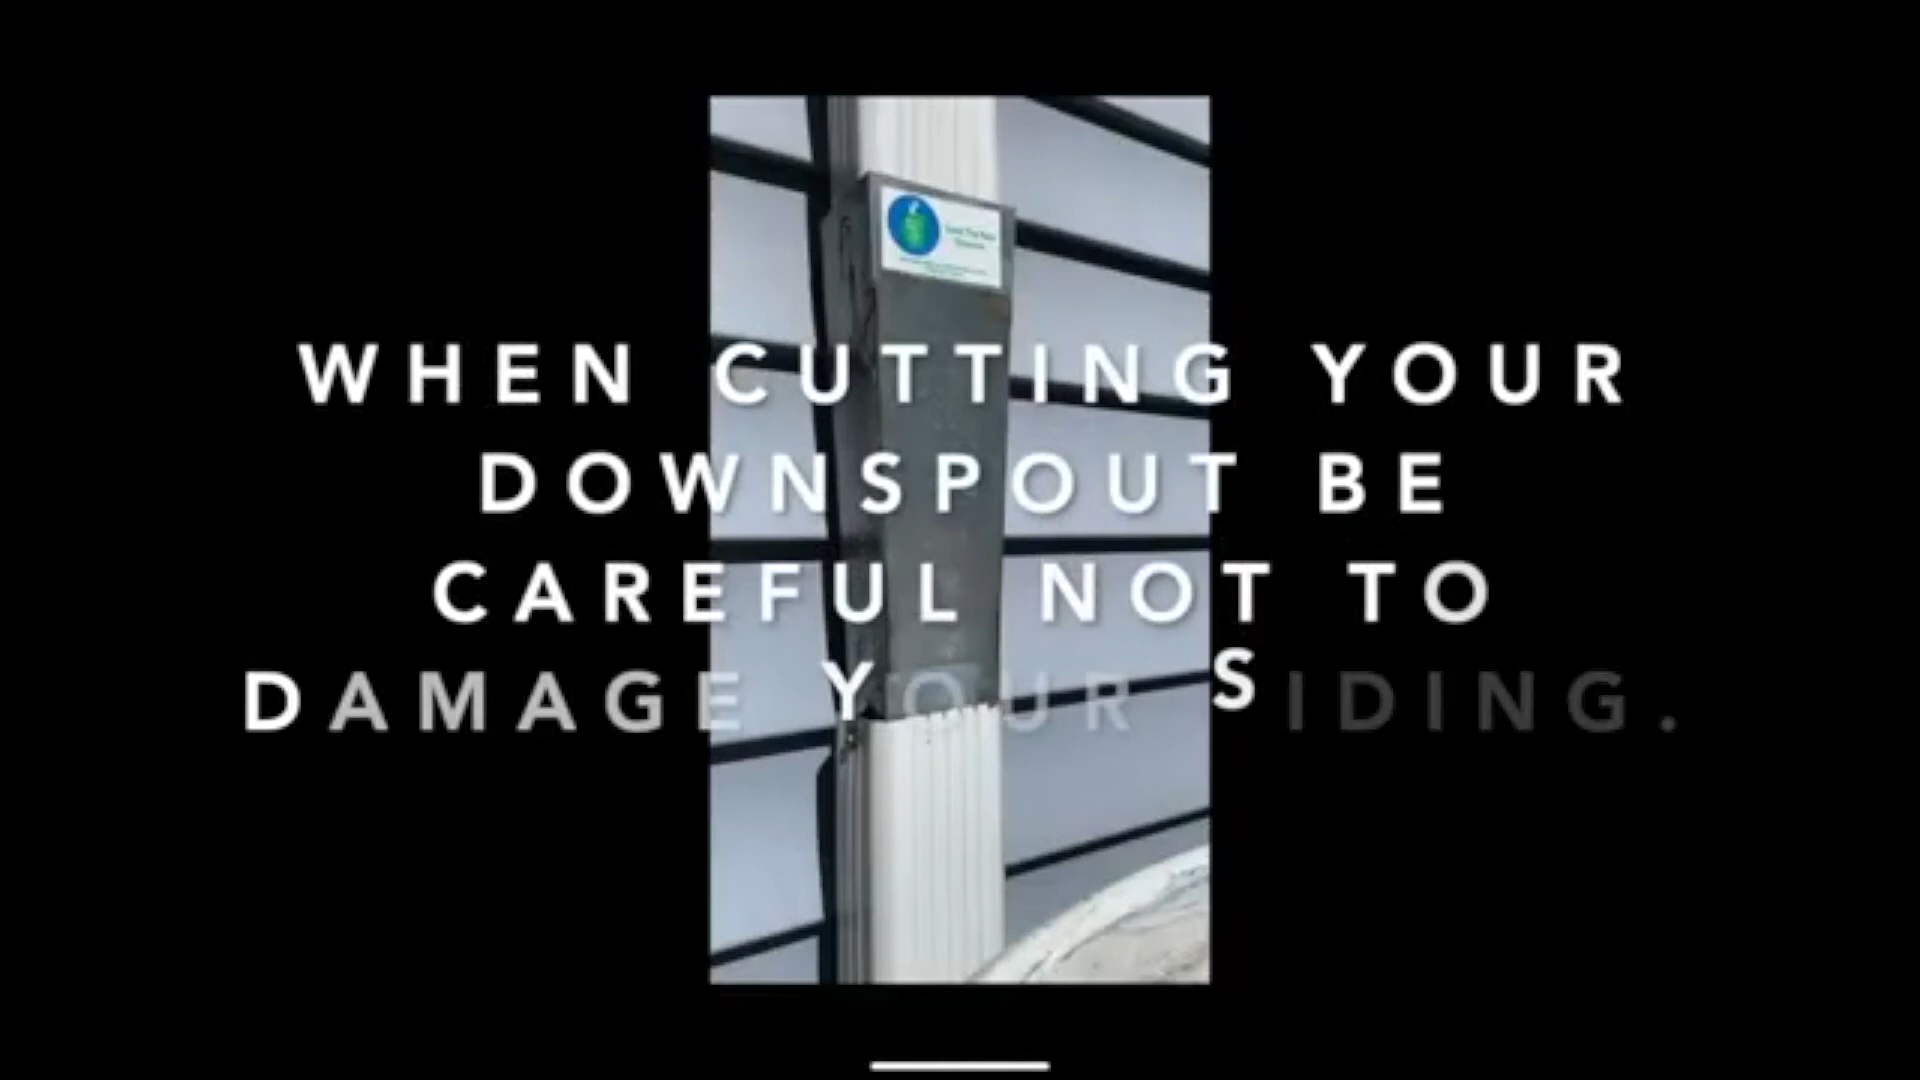 WHEN CUTTING YOUR
DOWNSPOUT BE
CAREFUL NOT TO
DAMAGE YOUR SIDING.